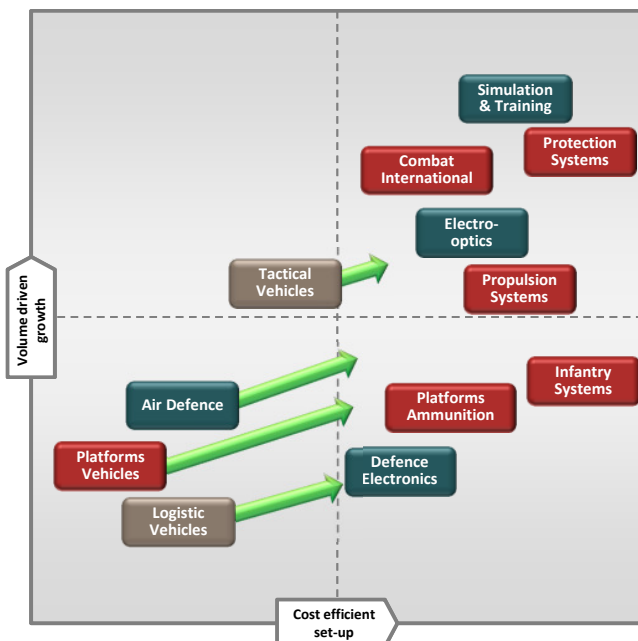 Simulation
& Training
Protection
Systems
Combat
International
Electro-
optics
Tactical
Vehicles
Propulsion
Systems
Volume driven
growth
Infantry
Systems
Air Defence
Platforms
Ammunition
Platforms
Vehicles
Defence
Electronics
Logistic
Vehicles
Cost efficient
set-up